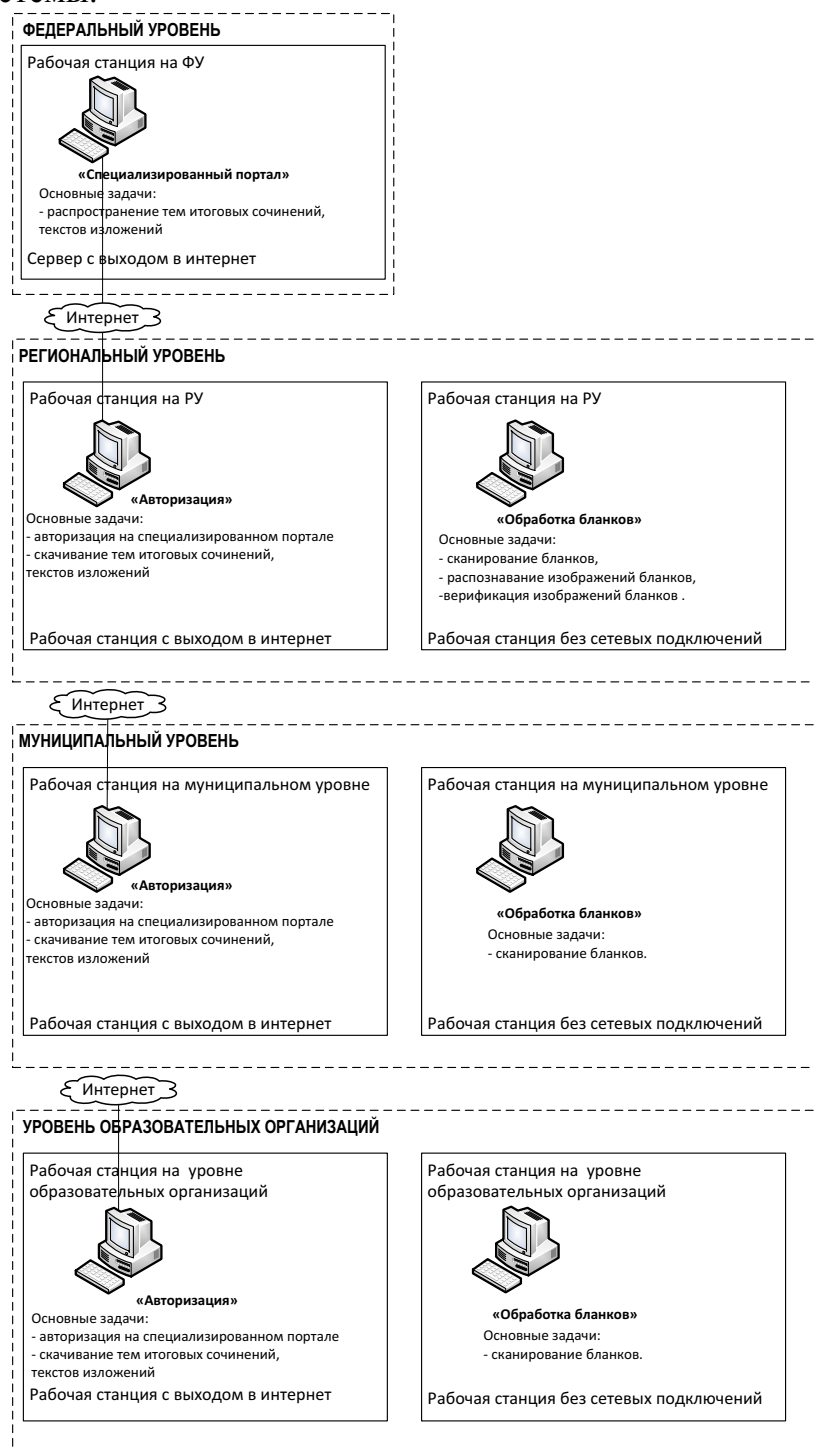 ФЕДЕРАЛЬНЫЙ УРОВЕНЬ
Рабочая станция на ФУ
«Специализированный портал»
Основные задачи:
- распространение тем итоговых сочинений,
текстов изложений
Сервер с выходом в интернет
Интернет
РЕГИОНАЛЬНЫЙ УРОВЕНЬ
Рабочая станция на РУ
«Авторизация»
Основные задачи:
- авторизация на специализированном портале
- скачивание тем итоговых сочинений,
текстов изложений
Рабочая станция с выходом в интернет
Рабочая станция на РУ
«Обработка бланков»
Основные задачи:
- сканирование бланков,
- распознавание изображений бланков,
-верификация изображений бланков .
Рабочая станция без сетевых подключений
Интернет
МУНИЦИПАЛЬНЫЙ УРОВЕНЬ
Рабочая станция на муниципальном уровне
«Авторизация»
Основные задачи:
- авторизация на специализированном портале
- скачивание тем итоговых сочинений,
текстов изложений
Рабочая станция с выходом в интернет
Рабочая станция на муниципальном уровне
«Обработка бланков»
Основные задачи:
- сканирование бланков.
Рабочая станция без сетевых подключений
Интернет
УРОВЕНЬ ОБРАЗОВАТЕЛЬНЫХ ОРГАНИЗАЦИЙ
Рабочая станция на уровне
образовательных организаций
«Авторизация»
Основные задачи:
- авторизация на специализированном портале
- скачивание тем итоговых сочинений,
текстов изложений
Рабочая станция с выходом в интернет
Рабочая станция на уровне
образовательных организаций
«Обработка бланков»
Основные задачи:
- сканирование бланков.
Рабочая станция без сетевых подключений